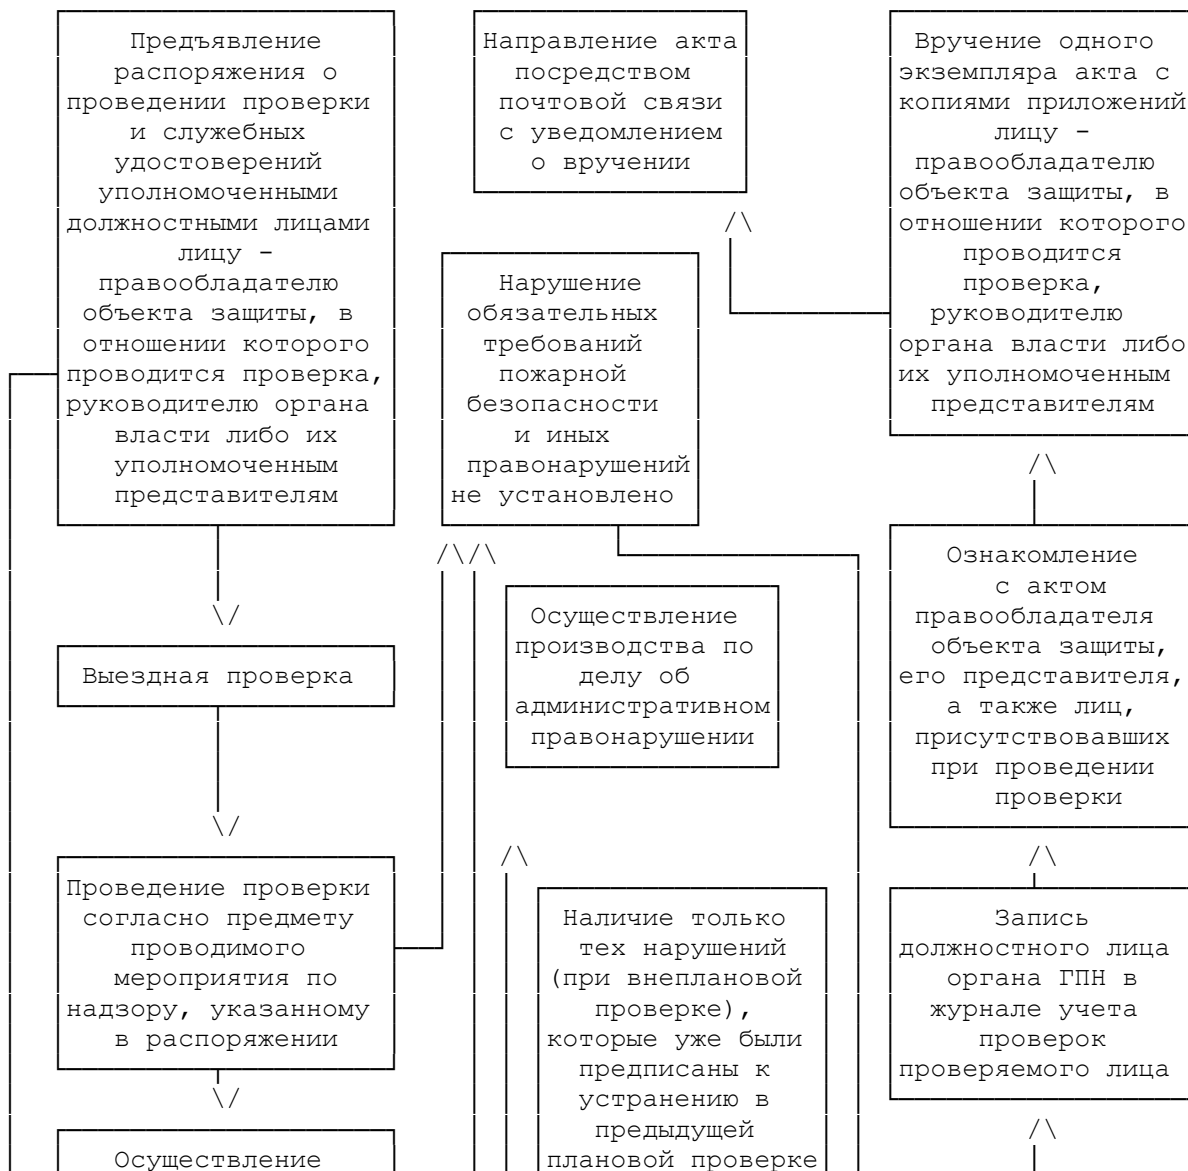 Предъявление
распоряжения о
проведении проверки
и служебных
удостоверений
уполномоченными
должностными лицами
лицу -
правообладателю
объекта защиты, в
отношении которого
проводится проверка,
руководителю органа
власти либо их
уполномоченным
представителям
Выездная проверка
Проведение проверки
согласно предмету
проводимого
мероприятия по
надзору, указанному
в распоряжении
Осуществление
Направление акта
посредством
почтовой связи
с уведомлением
о вручении
Нарушение
обязательных
требований
пожарной
безопасности
и иных
правонарушений
не установлено
Осуществление
производства по
делу об
административном
правонарушении
Наличие только
тех нарушений
(при внеплановой
проверке),
которые уже были
предписаны к
устранению в
предыдущей
плановой проверке
Вручение одного
экземпляра акта с
копиями приложений
лицу -
правообладателю
объекта защиты, в
отношении которого
проводится
проверка,
руководителю
органа власти либо
их уполномоченным
представителям
Ознакомление
с актом
правообладателя
объекта защиты,
его представителя,
а также лиц,
присутствовавших
при проведении
проверки
Запись
должностного лица
органа ГПН в
журнале учета
проверок
проверяемого лица